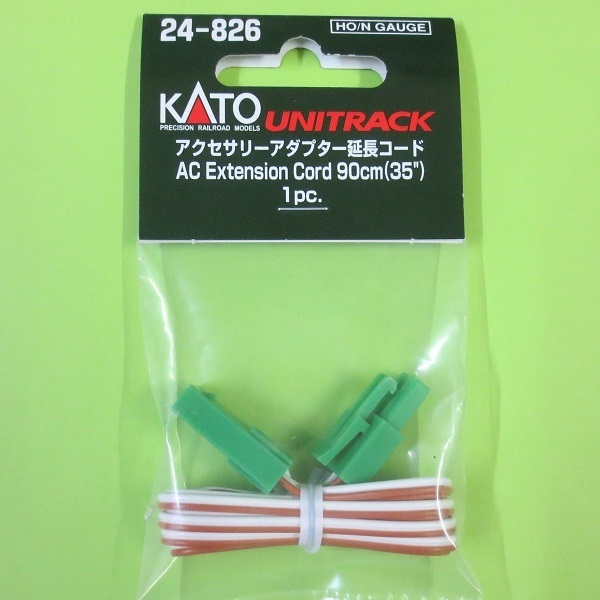 24-826
HO/N GAUGE
KATO
PRECISION RAILROAD MODELS
UNITRACK
アクセサリーアダプター延長コード
AC Extension Cord 90cm(35")
1pc.